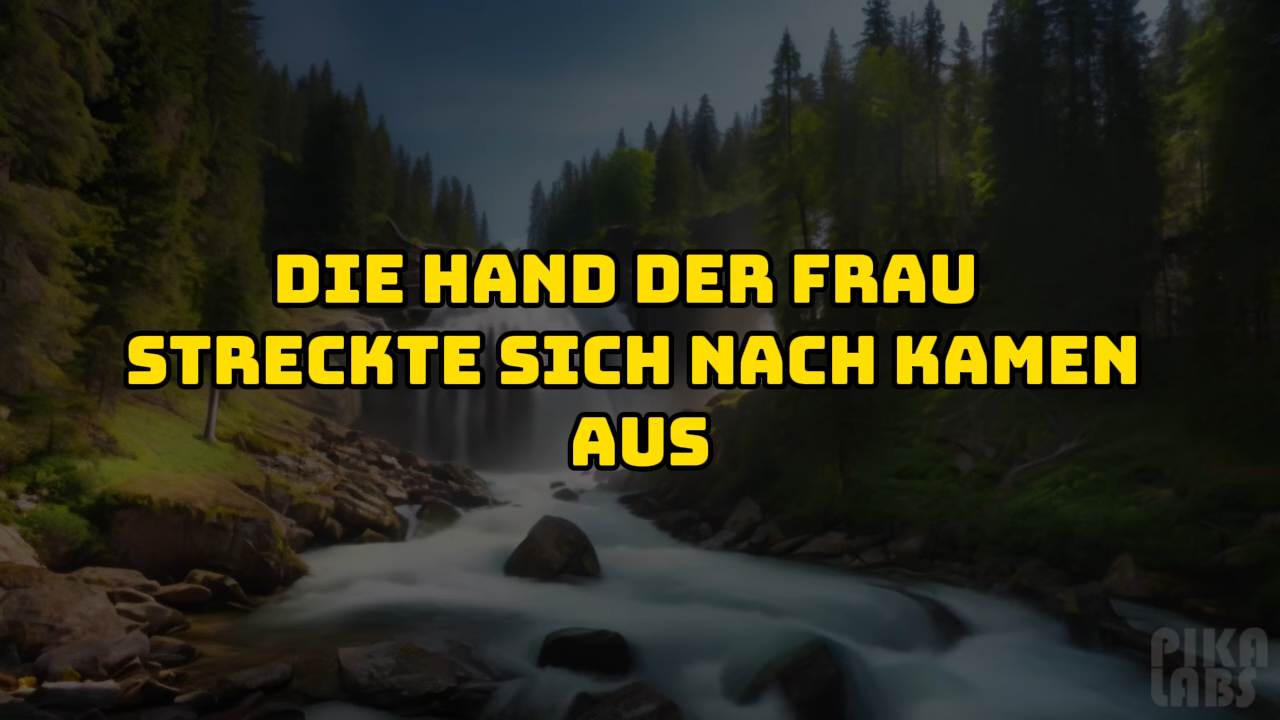 DIE HAND DER FRAU
STRECKTE SICH NACH KAMEN
AUS
PIKA
LABS